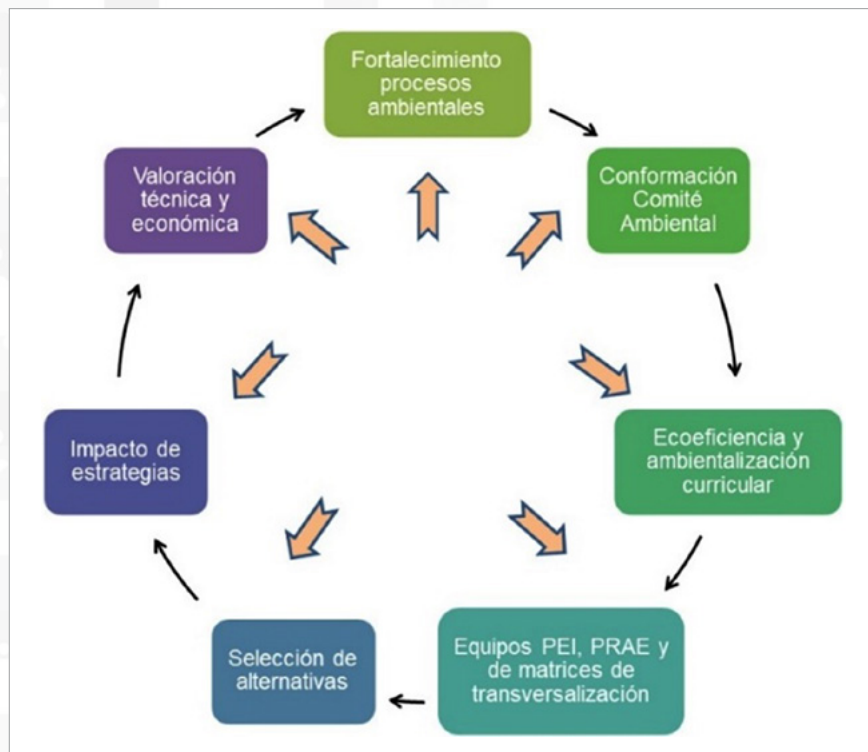 Fortalecimiento
procesos
ambientales
Conformación
Comité
Ambiental
Ecoeficiencia y
ambientalización
curricular
Equipos PEI, PRAE y
de matrices de
transversalización
Selección de
alternativas
Impacto de
estrategias
Valoración
técnica y
económica